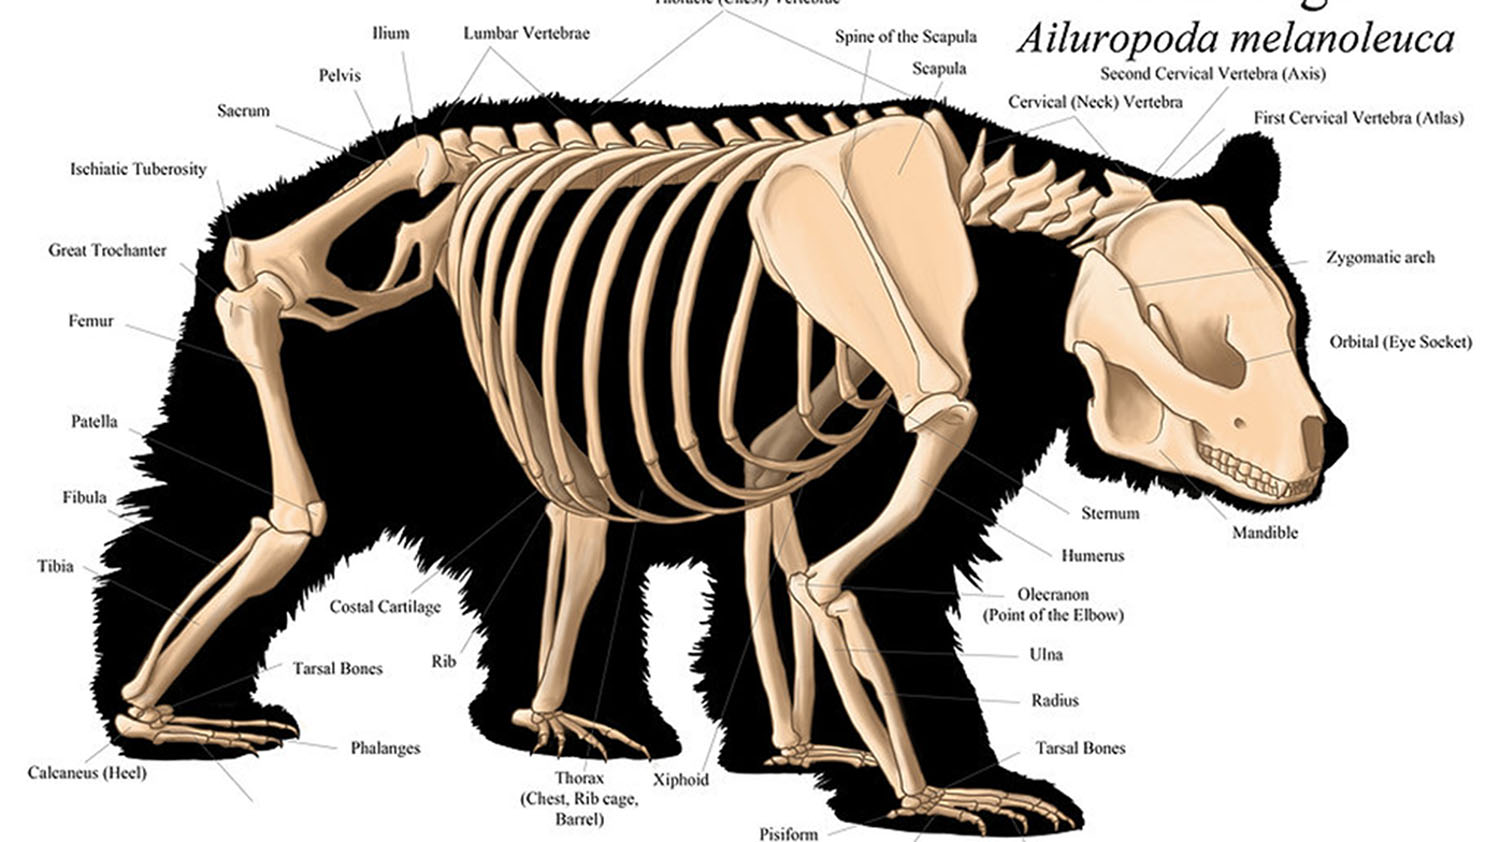 Thoracic (Chest) Vertebrae
Ailuropoda melanoleuca
Ilium
Lumbar Vertebrae
Spine of the Scapula
Scapula
Second Cervical Vertebra (Axis)
Pelvis
Cervical (Neck) Vertebra
Sacrum
First Cervical Vertebra (Atlas)
Ischiatic Tuberosity
Great Trochanter
Zygomatic arch
Femur
Orbital (Eye Socket)
Patella
Fibula
Sternum
Mandible
Tibia
Humerus
Costal Cartilage
Olecranon
(Point of the Elbow)
Rib
Ulna
Tarsal Bones
Radius
Phalanges
Tarsal Bones
Calcaneus (Heel)
Thorax
(Chest, Rib cage,
Barrel)
Xiphoid
Pisiform